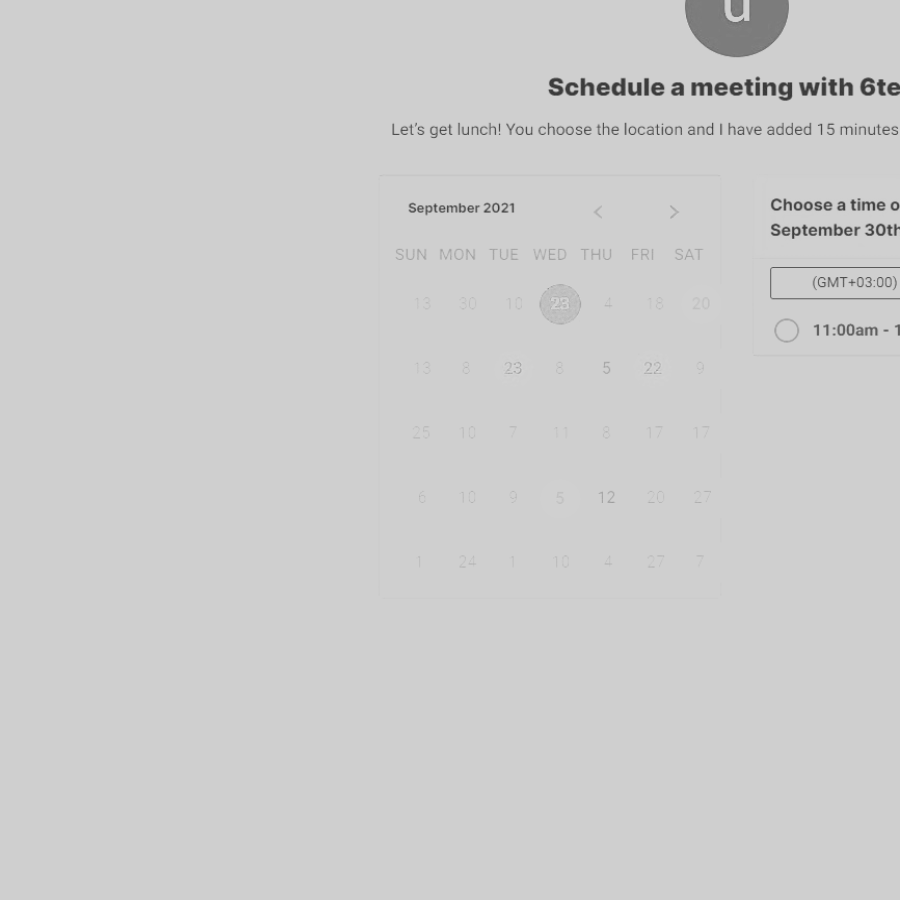 u
Schedule a meeting with 6te
Let's get lunch! You choose the location and I have added 15 minutes
September 2021
SUN MON TUE WED THU FRI SAT
13 30 10 23 4 18 20
13 8 23 8 5 22 9
25 10 7 11 8 17 17
6 10 9 5 12 20 27
1 24 1 10 4 27 7
Choose a time o
September 30th
(GMT+03:00)
11:00am - 1